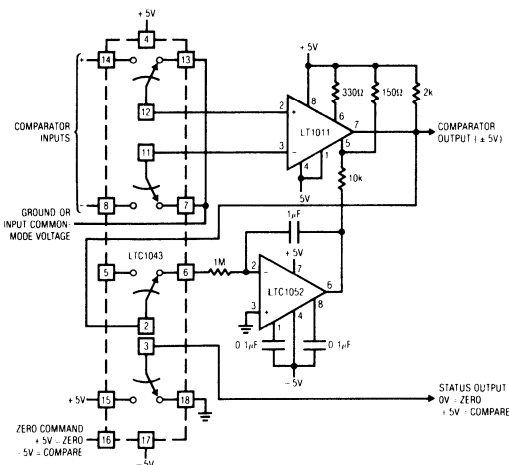 + 5V
4
+
14
13
12
11
COMPARATOR
INPUTS
–
8
7
GROUND OR
INPUT COMMON-
MODE VOLTAGE
+ 5V
8
330Ω
150Ω
2k
2
+
LT1011
6
7
3
–
5
4
1
5V
10k
COMPARATOR
OUTPUT (± 5V)
1µF
LTC1043
5
6
1M
2
–
+ 5V
7
LTC1052
6
3
+
1
4
8
0 1µF
0 1µF
– 5V
2
3
+ 5V
15
18
STATUS OUTPUT
0V = ZERO
+ 5V = COMPARE
ZERO COMMAND
+ 5V – ZERO
– 5V = COMPARE
16
17
–5V